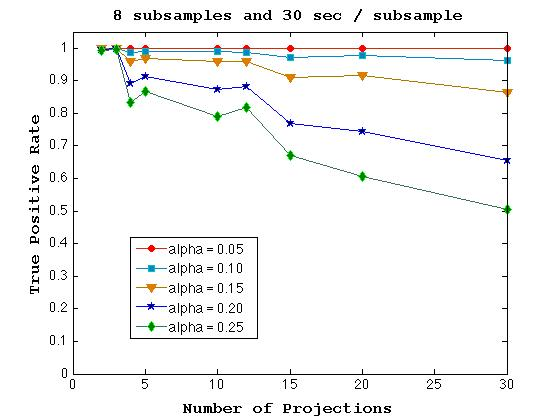 8 subsamples and 30 sec / subsample
True Positive Rate
1
0.9
0.8
0.7
0.6
0.5
0.4
0.3
0.2
0.1
0
alpha = 0.05
alpha = 0.10
alpha = 0.15
alpha = 0.20
alpha = 0.25
0 5 10 15 20 25 30
Number of Projections